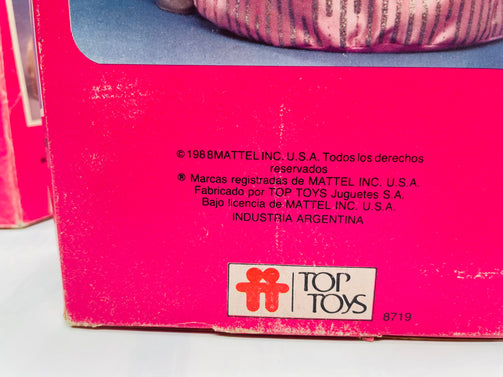 © 1988 MATTEL INC. U.S.A. Todos los derechos
reservados
® Marcas registradas de MATTEL INC. U.S.A.
Fabricado por TOP TOYS Juguetes S.A.
Bajo licencia de MATTEL INC. U.S.A.
INDUSTRIA ARGENTINA
TOP
TOYS
8719